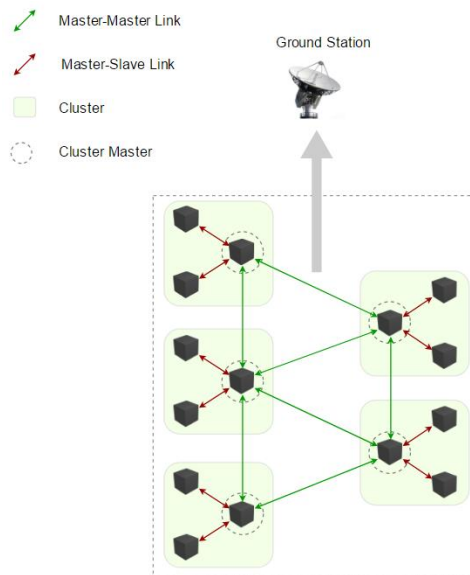 Master-Master Link
Ground Station
Master-Slave Link
Cluster
Cluster Master